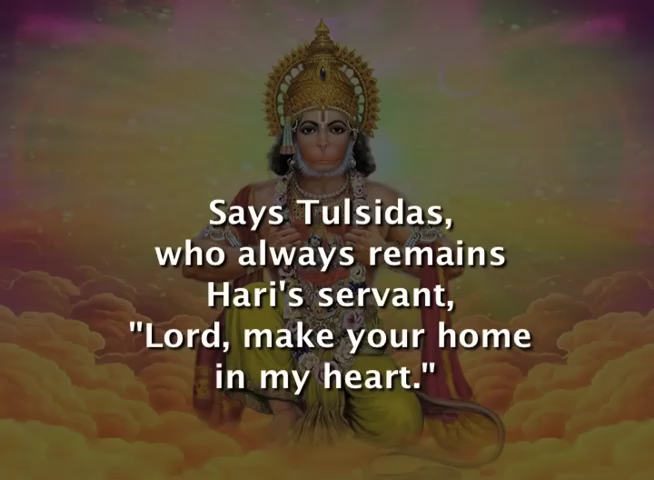 Says Tulsidas,
who always remains
Hari's servant,
"Lord, make your home
in my heart."